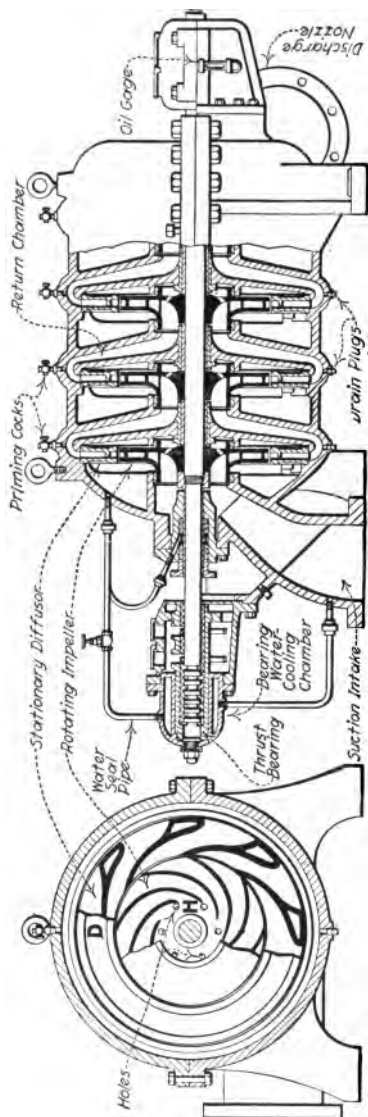 Discharge
Nozzle
Oil Gage
Return Chamber
Priming Cocks
Drain Plugs
Stationary Diffusor
Rotating Impeller
Water
Seal
Pipe
Bearing Water-
Cooling
Chamber
Thrust
Bearing
Suction Intake
D
H
Holes